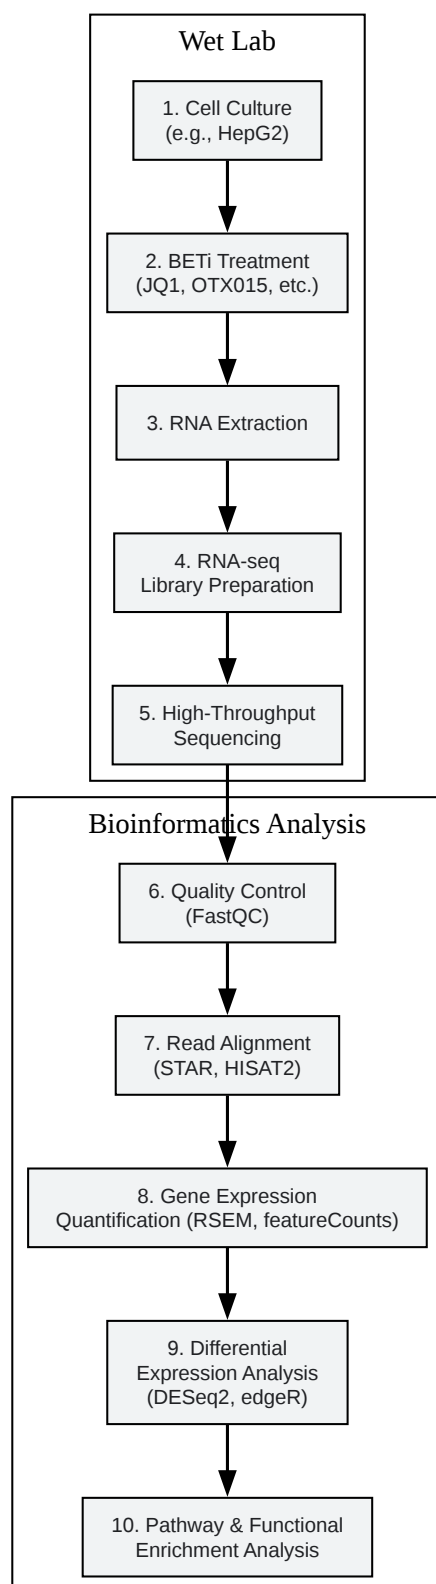 Wet Lab
1. Cell Culture
(e.g., HepG2)
2. BETi Treatment
(JQ1, OTX015, etc.)
3. RNA Extraction
4. RNA-seq
Library Preparation
5. High-Throughput
Sequencing
Bioinformatics Analysis
6. Quality Control
(FastQC)
7. Read Alignment
(STAR, HISAT2)
8. Gene Expression
Quantification (RSEM, featureCounts)
9. Differential
Expression Analysis
(DESeq2, edgeR)
10. Pathway & Functional
Enrichment Analysis